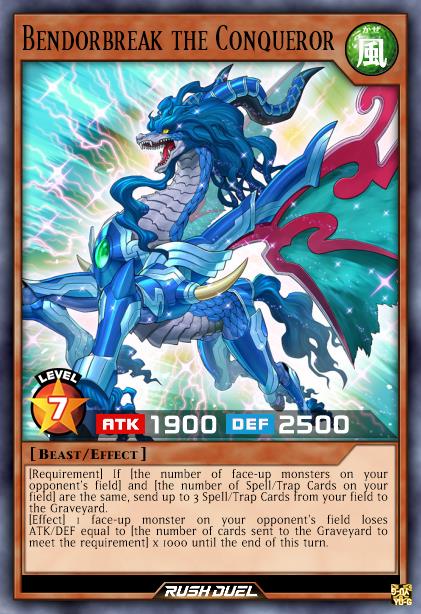 Bendorbreak the Conqueror
かぜ
風
LEVEL
7
ATK 1900 DEF 2500
[Beast/Effect]
[Requirement] If [the number of face-up monsters on your
opponent's field] and [the number of Spell/Trap Cards on your
field] are the same, send up to 3 Spell/Trap Cards from your field to
the Graveyard.
[Effect] 1 face-up monster on your opponent's field loses
ATK/DEF equal to [the number of cards sent to the Graveyard to
meet the requirement] x 1000 until the end of this turn.
RUSH DUEL